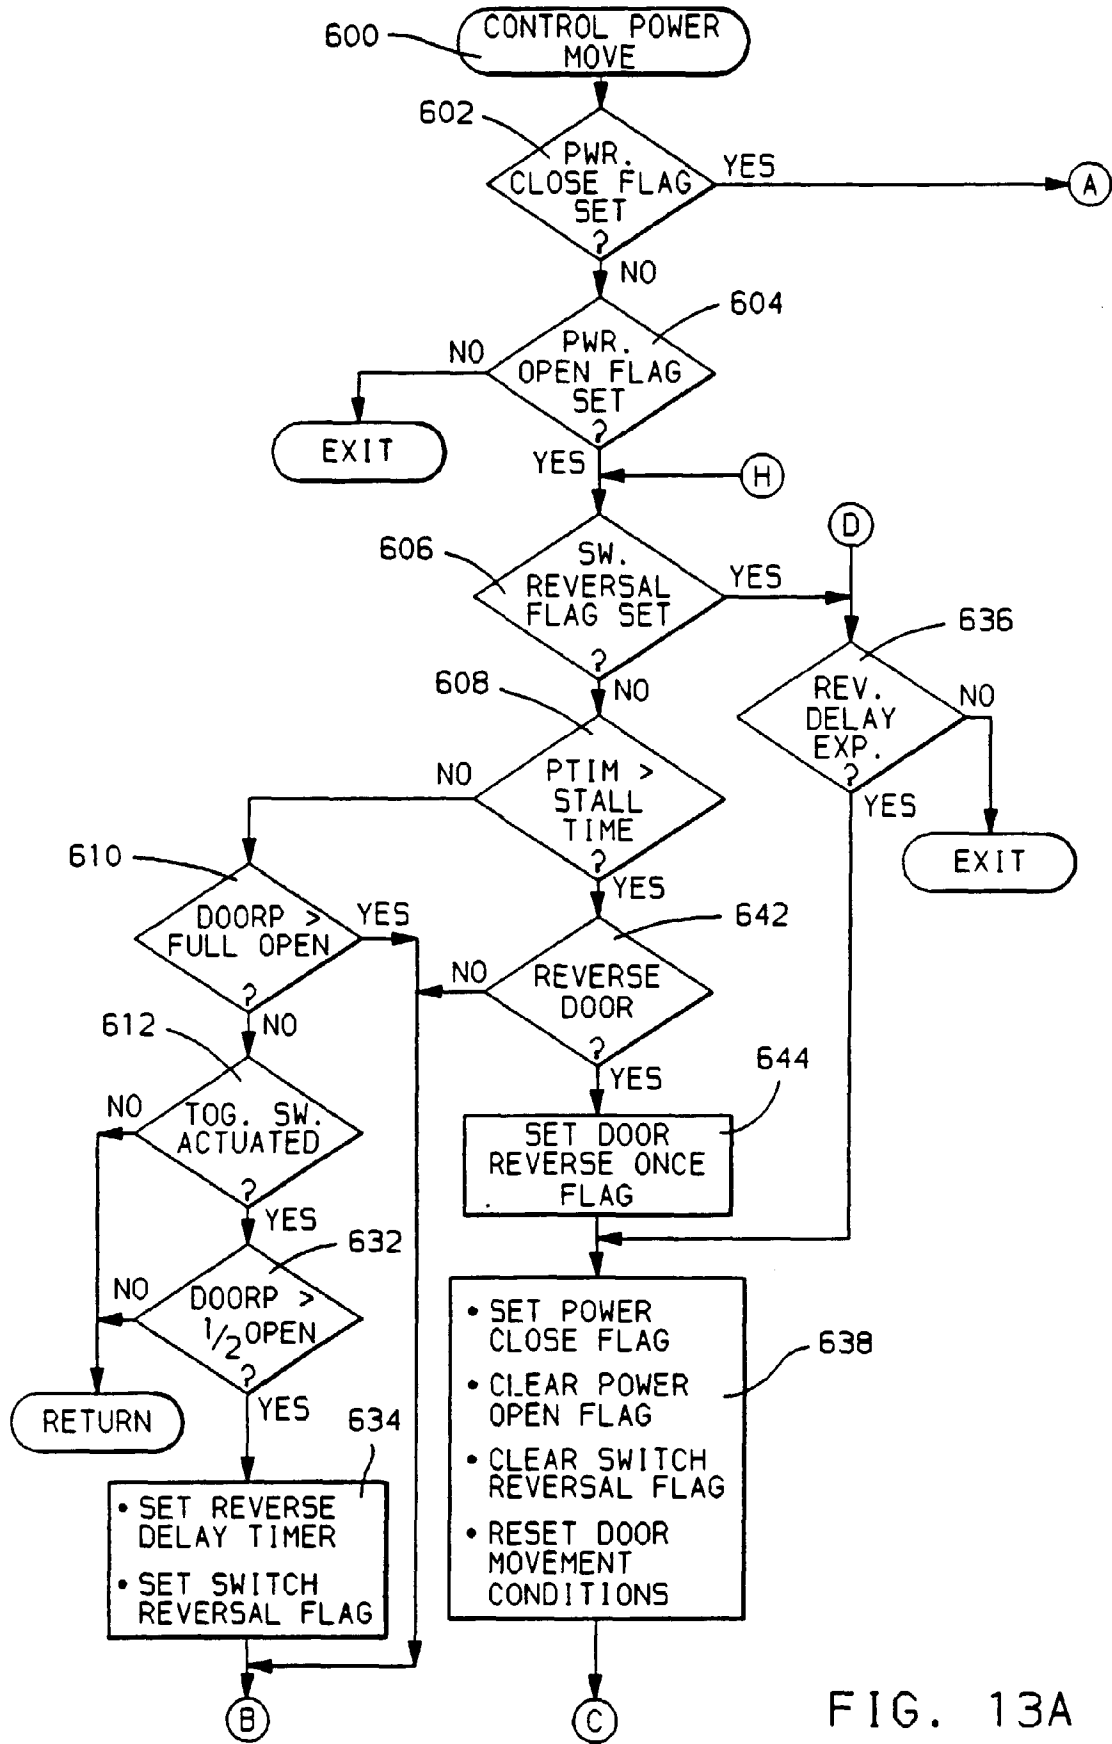 600
CONTROL POWER
MOVE
602
PWR.
CLOSE FLAG
SET
?
YES
A
NO
604
PWR.
OPEN FLAG
SET
?
NO
EXIT
YES
H
606
SW.
REVERSAL
FLAG SET
?
YES
D
636
REV.
DELAY
EXP.
?
NO
EXIT
YES
NO
608
PTIM >
STALL
TIME
?
NO
YES
610
DOORP >
FULL OPEN
?
YES
NO
642
REVERSE
DOOR
?
NO
YES
612
TOG. SW.
ACTUATED
?
NO
YES
644
SET DOOR
REVERSE ONCE
FLAG
632
DOORP >
1/2 OPEN
?
NO
RETURN
YES
634
• SET REVERSE
DELAY TIMER
• SET SWITCH
REVERSAL FLAG
B
638
• SET POWER
CLOSE FLAG
• CLEAR POWER
OPEN FLAG
• CLEAR SWITCH
REVERSAL FLAG
• RESET DOOR
MOVEMENT
CONDITIONS
C
FIG. 13A